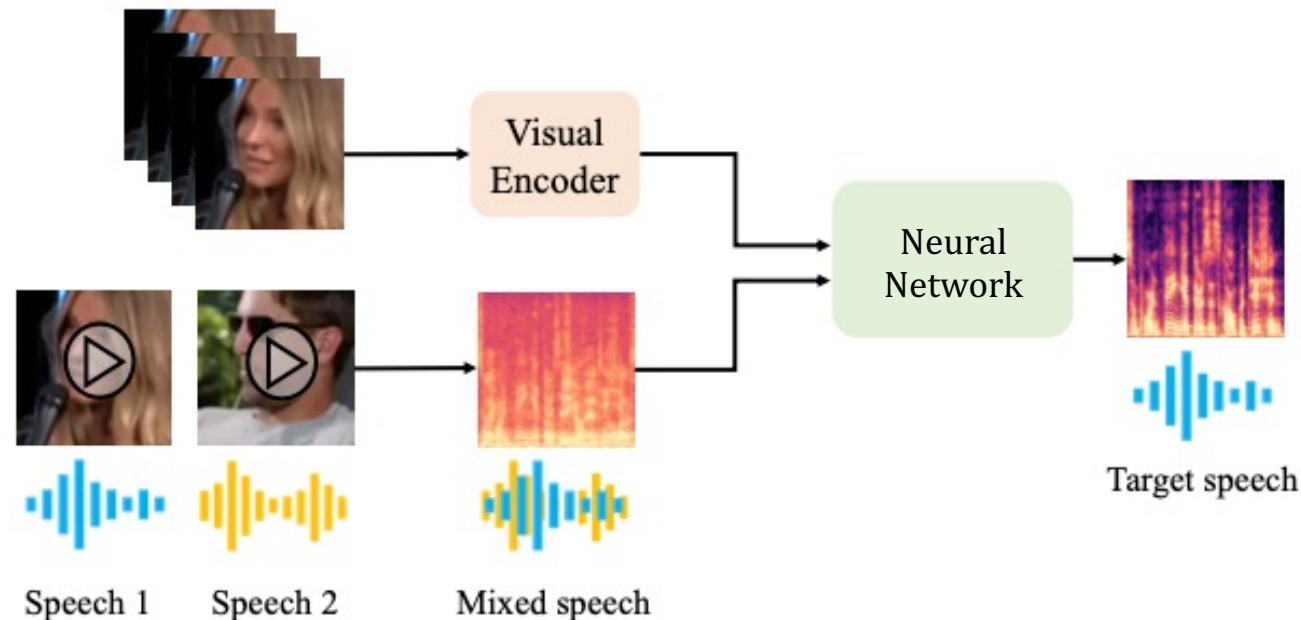 Visual
Encoder
Neural
Network
Target speech
Speech 1
Speech 2
Mixed speech